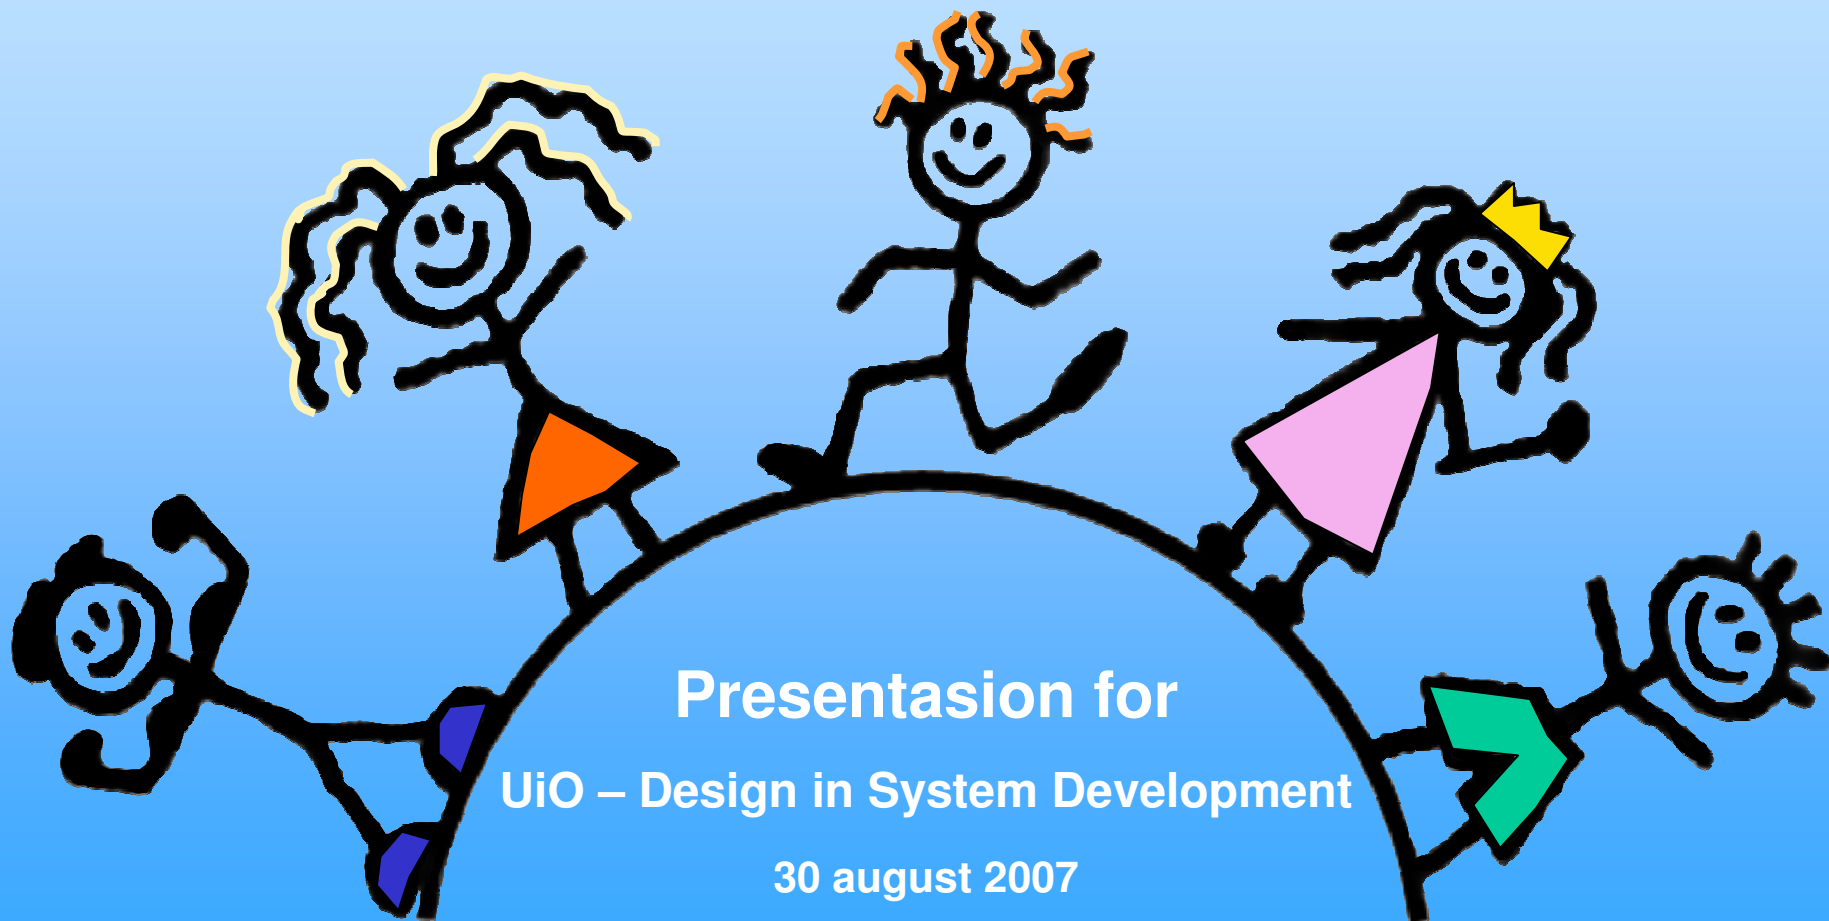 Presentasion for
UiO – Design in System Development
30 august 2007